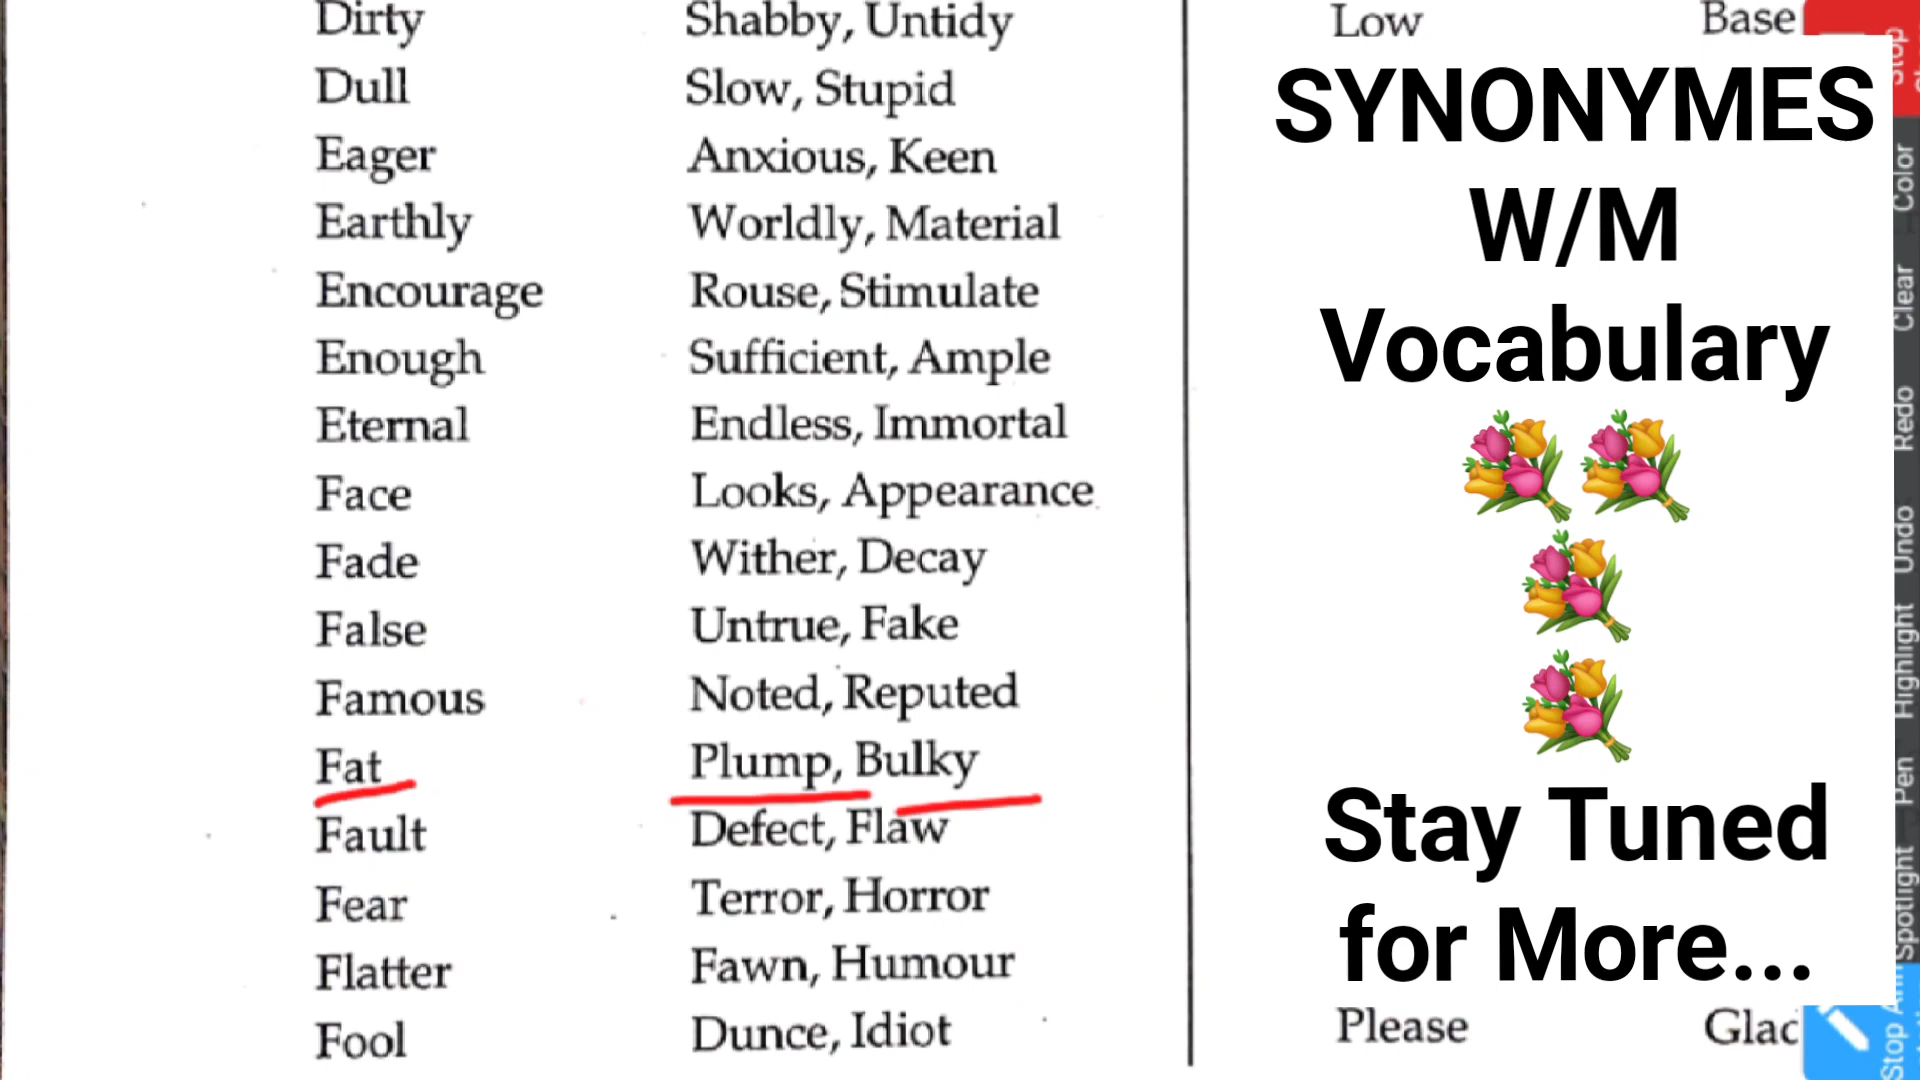 Dirty Shabby, Untidy
Dull Slow, Stupid
Eager Anxious, Keen
Earthly Worldly, Material
Encourage Rouse, Stimulate
Enough Sufficient, Ample
Eternal Endless, Immortal
Face Looks, Appearance
Fade Wither, Decay
False Untrue, Fake
Famous Noted, Reputed
Fat Plump, Bulky
Fault Defect, Flaw
Fear Terror, Horror
Flatter Fawn, Humour
Fool Dunce, Idiot
Low Base
SYNONYMES
W/M
Vocabulary
Stay Tuned
for More...
Please
Stop
Color
Clear
Redo
Undo
Highlight
Pen
Spotlight
Stop